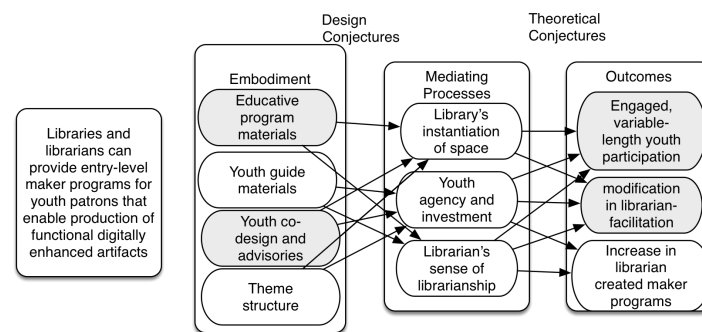 Design
Conjectures
Theoretical
Conjectures
Libraries and
librarians can
provide entry-level
maker programs for
youth patrons that
enable production of
functional digitally
enhanced artifacts
Embodiment
Educative
program
materials
Youth guide
materials
Youth co-
design and
advisories
Theme
structure
Mediating
Processes
Library's
instantiation
of space
Youth
agency and
investment
Librarian's
sense of
librarianship
Outcomes
Engaged,
variable-
length youth
participation
modification
in librarian-
facilitation
Increase in
librarian
created maker
programs